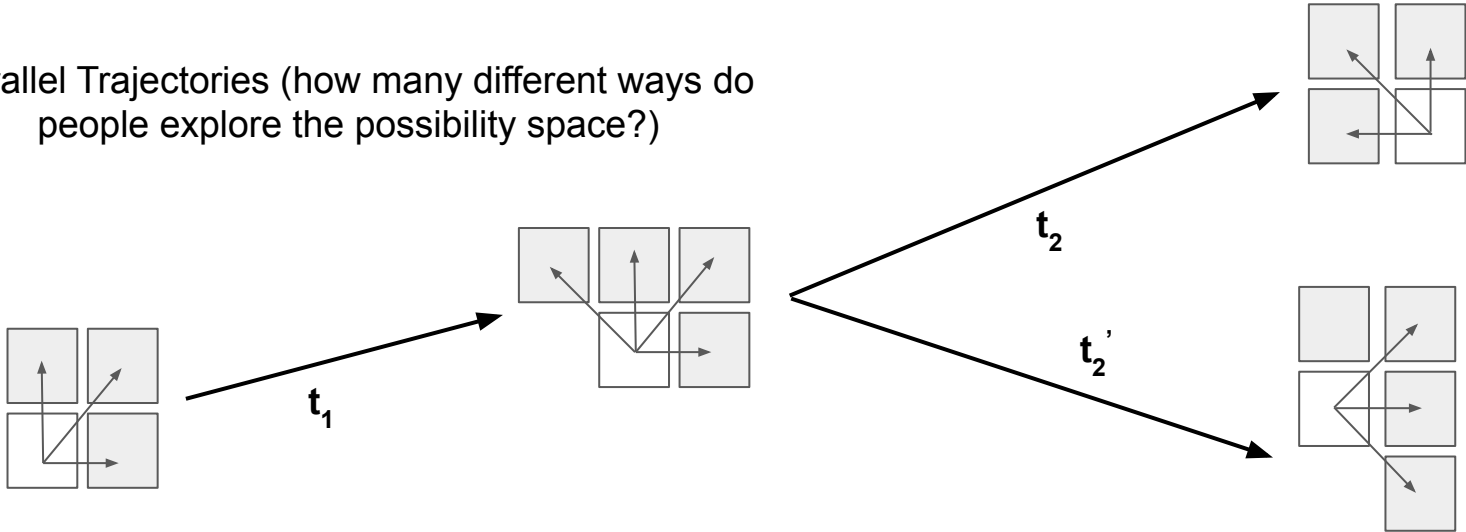 allel Trajectories (how many different ways do
people explore the possibility space?)
t₂
t₂’
t₁